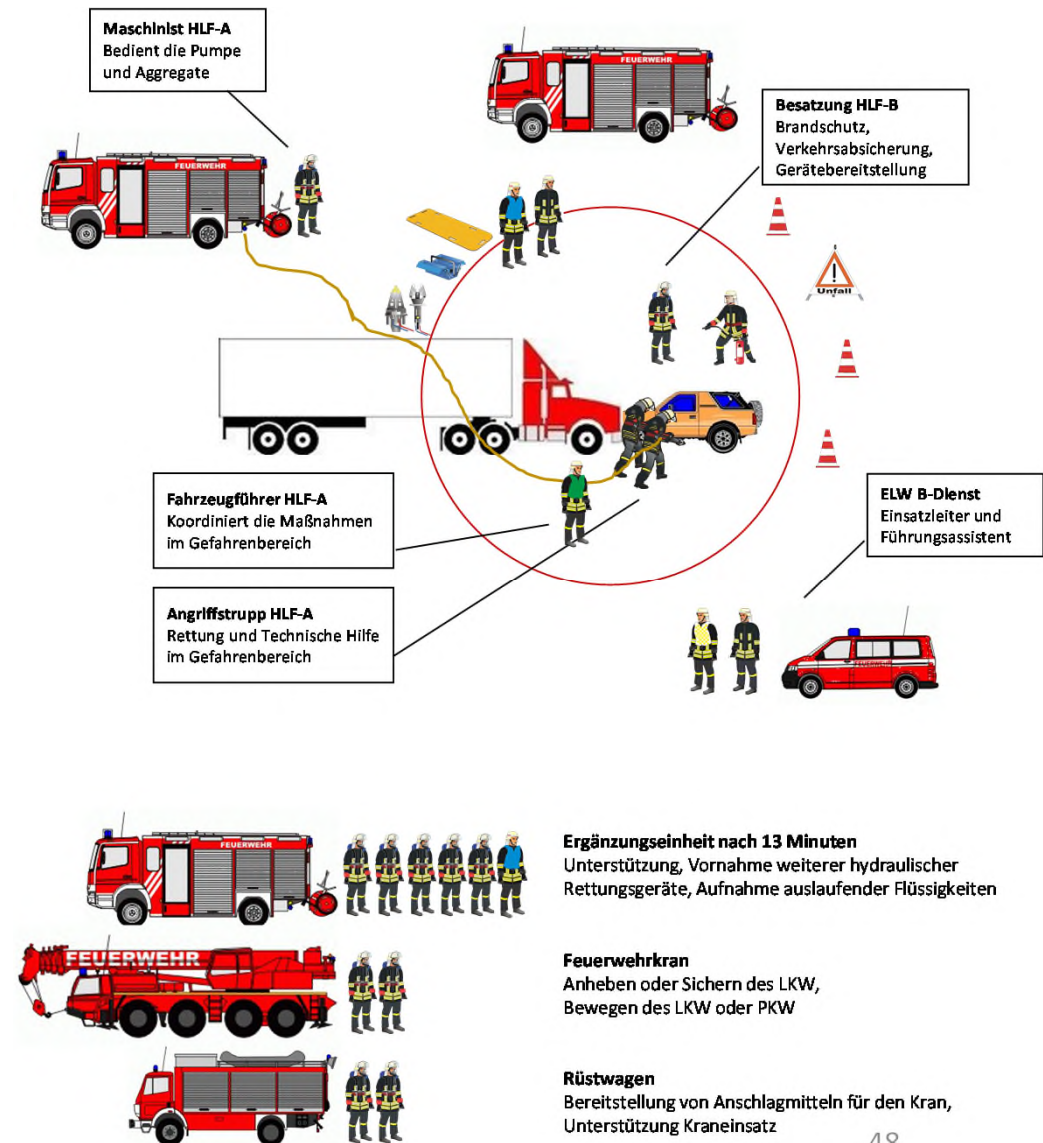 Maschinist HLF-A
Bedient die Pumpe
und Aggregate
FEUERWEHR
FEUERWEHR
Besatzung HLF-B
Brandschutz,
Verkehrsabsicherung,
Gerätebereitstellung
Unfall
Fahrzeugführer HLF-A
Koordiniert die Maßnahmen
im Gefahrenbereich
Angriffstrupp HLF-A
Rettung und Technische Hilfe
im Gefahrenbereich
ELW B-Dienst
Einsatzleiter und
Führungsassistent
FEUERWEHR
FEUERWEHR
Ergänzungseinheit nach 13 Minuten
Unterstützung, Vornahme weiterer hydraulischer
Rettungsgeräte, Aufnahme auslaufender Flüssigkeiten
FEUERWEHR
Feuerwehrkran
Anheben oder Sichern des LKW,
Bewegen des LKW oder PKW
Rüstwagen
Bereitstellung von Anschlagmitteln für den Kran,
Unterstützung Kraneinsatz
48